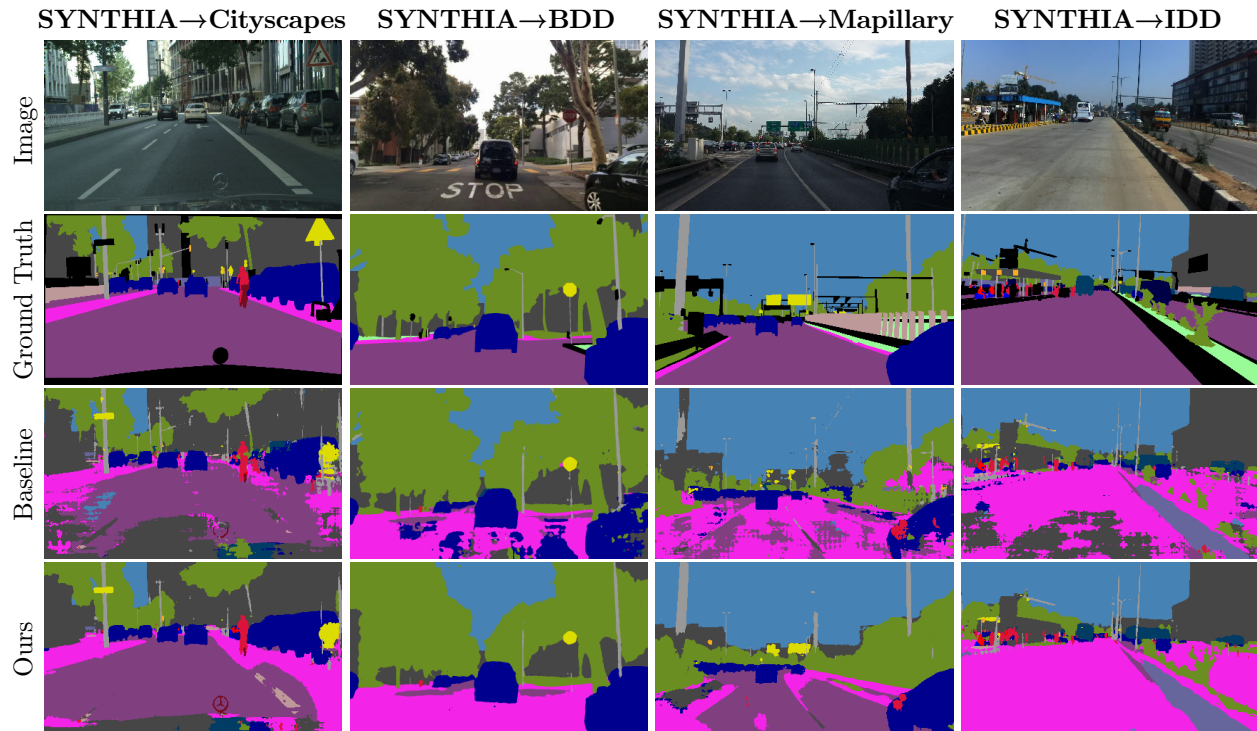 SYNTHIA→Cityscapes SYNTHIA→BDD SYNTHIA→Mapillary SYNTHIA→IDD
Image
STOP
Ground Truth
Baseline
Ours